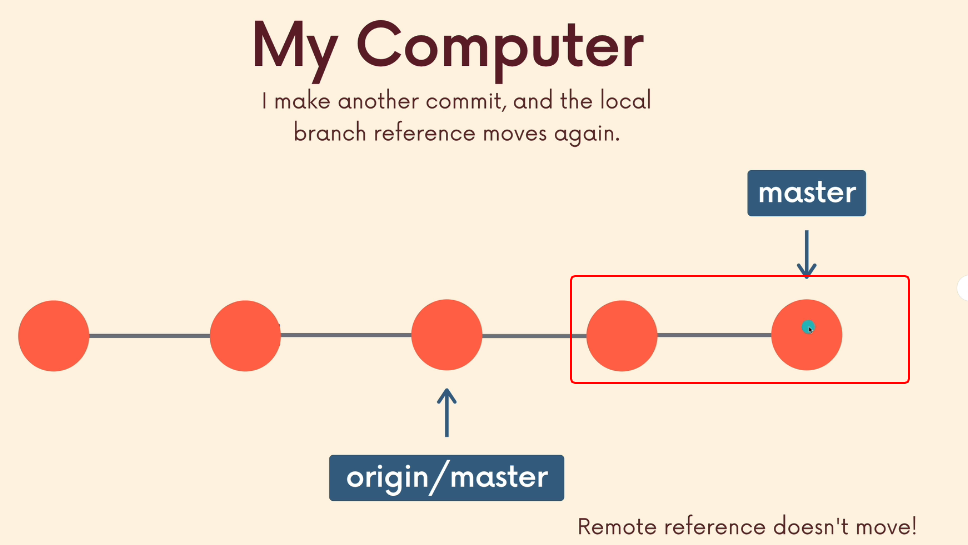 My Computer
I make another commit, and the local
branch reference moves again.
master
origin/master
Remote reference doesn't move!